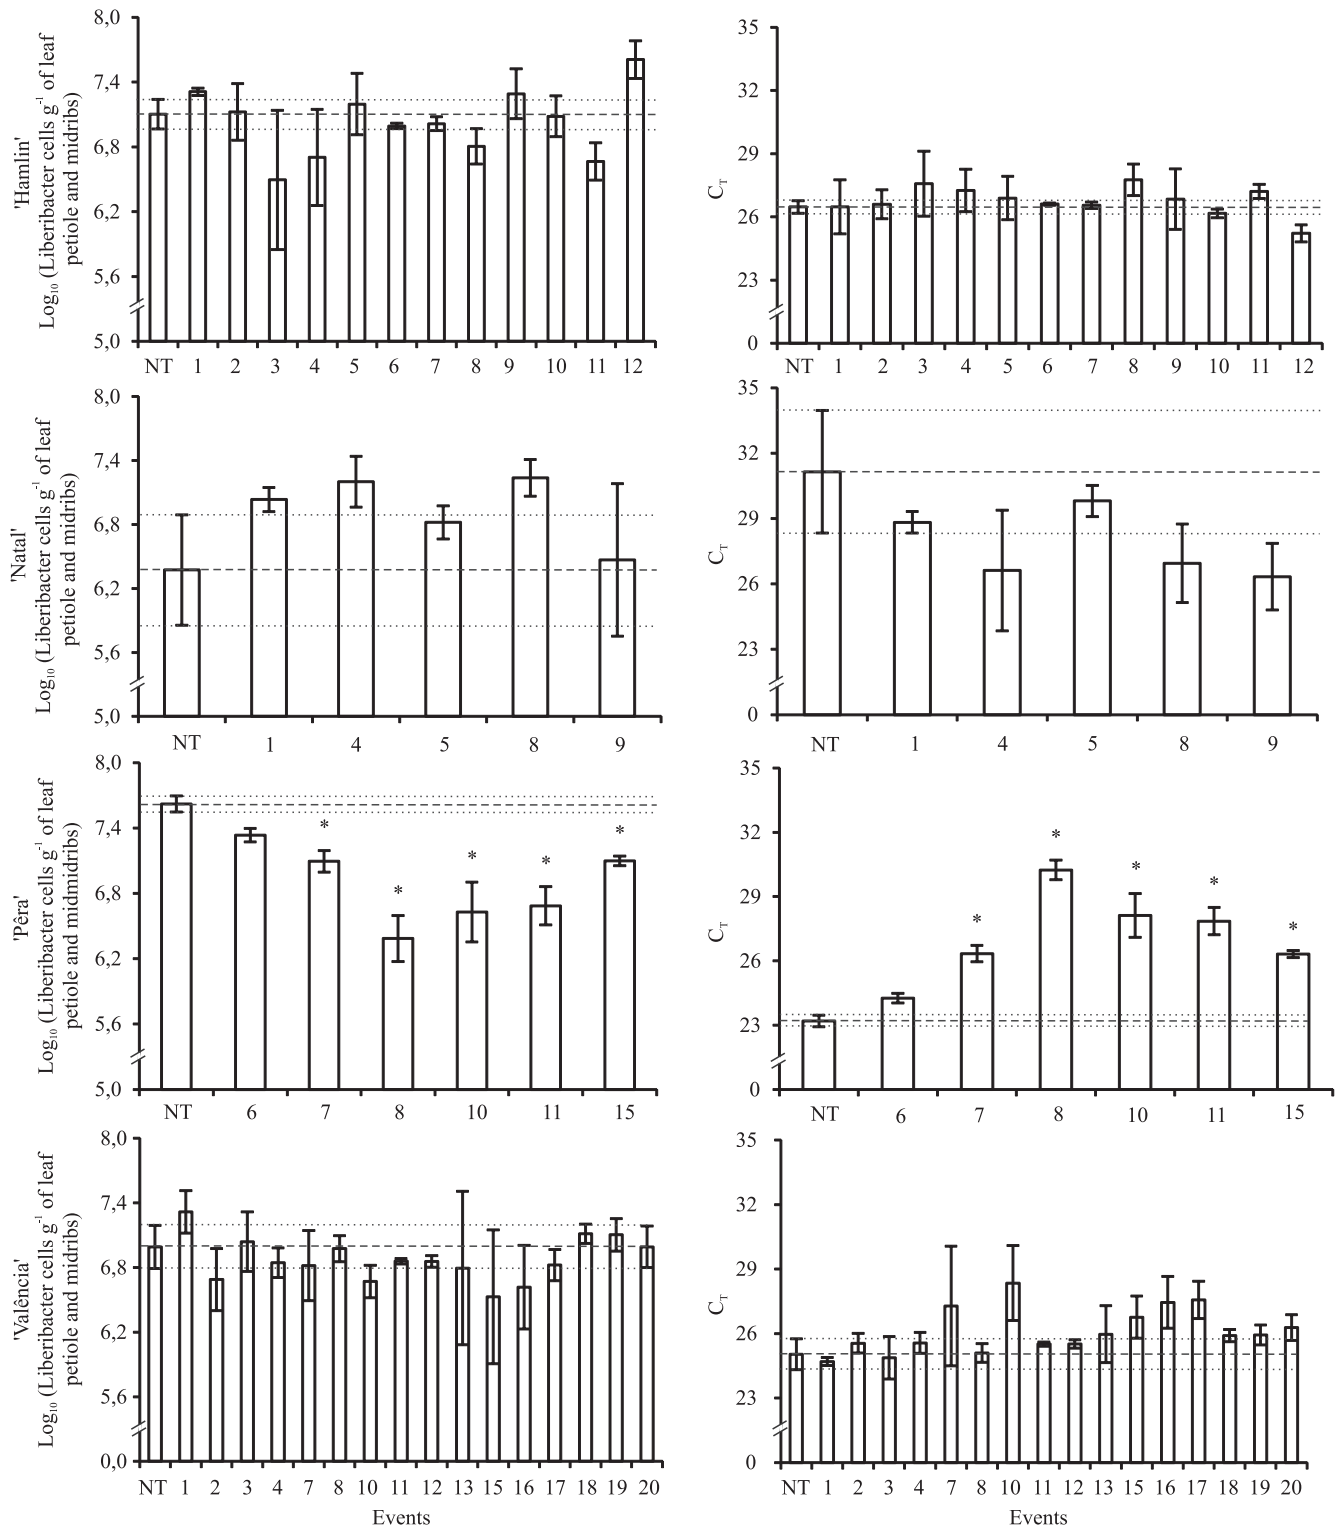 'Hamlin'
Log₁₀ (Liberibacter cells g⁻¹ of leaf
petiole and midribs)
8,0
7,4
6,8
6,2
5,6
5,0
NT 1 2 3 4 5 6 7 8 9 10 11 12
C_T
35
32
29
26
23
0
NT 1 2 3 4 5 6 7 8 9 10 11 12
'Natal'
Log₁₀ (Liberibacter cells g⁻¹ of leaf
petiole and midribs)
8,0
7,4
6,8
6,2
5,6
5,0
NT 1 4 5 8 9
C_T
35
32
29
26
23
0
NT 1 4 5 8 9
'Pêra'
Log₁₀ (Liberibacter cells g⁻¹ of leaf
petiole and midmidribs)
8,0
7,4
6,8
6,2
5,6
5,0
* * * * *
NT 6 7 8 10 11 15
C_T
35
32
29
26
23
0
* * * * *
NT 6 7 8 10 11 15
'Valência'
Log₁₀ (Liberibacter cells g⁻¹ of leaf
petiole and midribs)
8,0
7,4
6,8
6,2
5,6
0,0
NT 1 2 3 4 7 8 10 11 12 13 15 16 17 18 19 20
Events
C_T
35
32
29
26
23
0
NT 1 2 3 4 7 8 10 11 12 13 15 16 17 18 19 20
Events